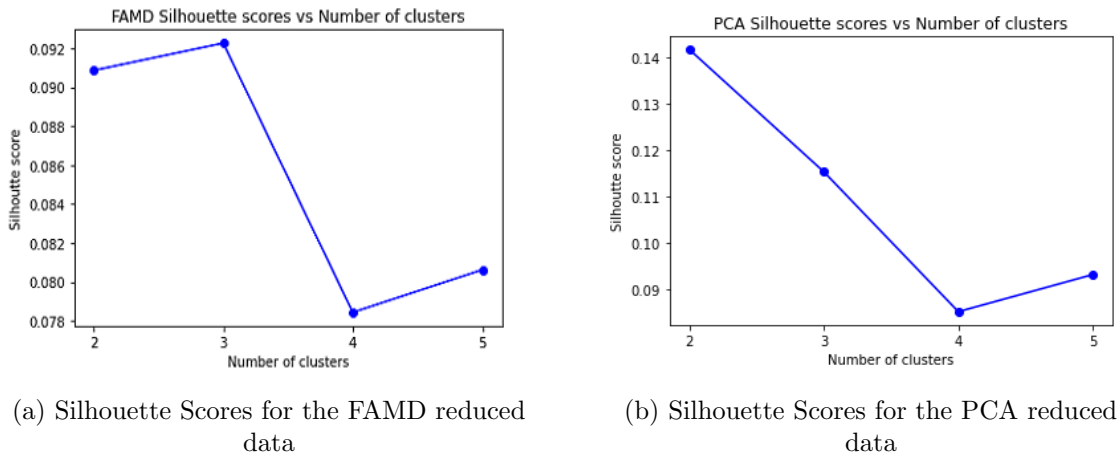 FAMD Silhouette scores vs Number of clusters
0.092
0.090
0.088
0.086
0.084
0.082
0.080
0.078
Silhoutte score
2 3 4 5
Number of clusters
(a) Silhouette Scores for the FAMD reduced
data
PCA Silhouette scores vs Number of clusters
0.14
0.13
0.12
0.11
0.10
0.09
Silhoutte score
2 3 4 5
Number of clusters
(b) Silhouette Scores for the PCA reduced
data